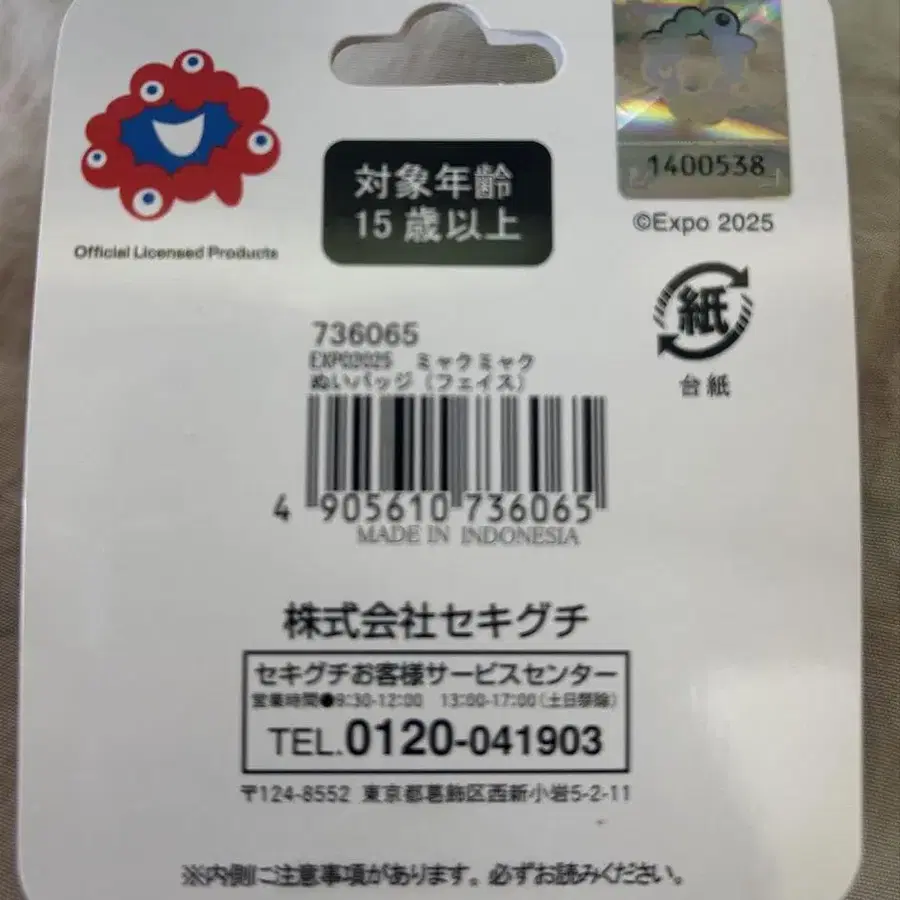 1400538
©Expo 2025
Official Licensed Products
対象年齢
15歳以上
紙
台紙
736065
EXPO2025 ミャクミャク
ぬいバッジ(フェイス)
4 905610 736065
MADE IN INDONESIA
株式会社セキグチ
セキグチお客様サービスセンター
営業時間●9:30-12:00 13:00-17:00(土日祭除)
TEL.0120-041903
〒124-8552 東京都葛飾区西新小岩5-2-11
※内側に注意事項があります。必ずお読みください。